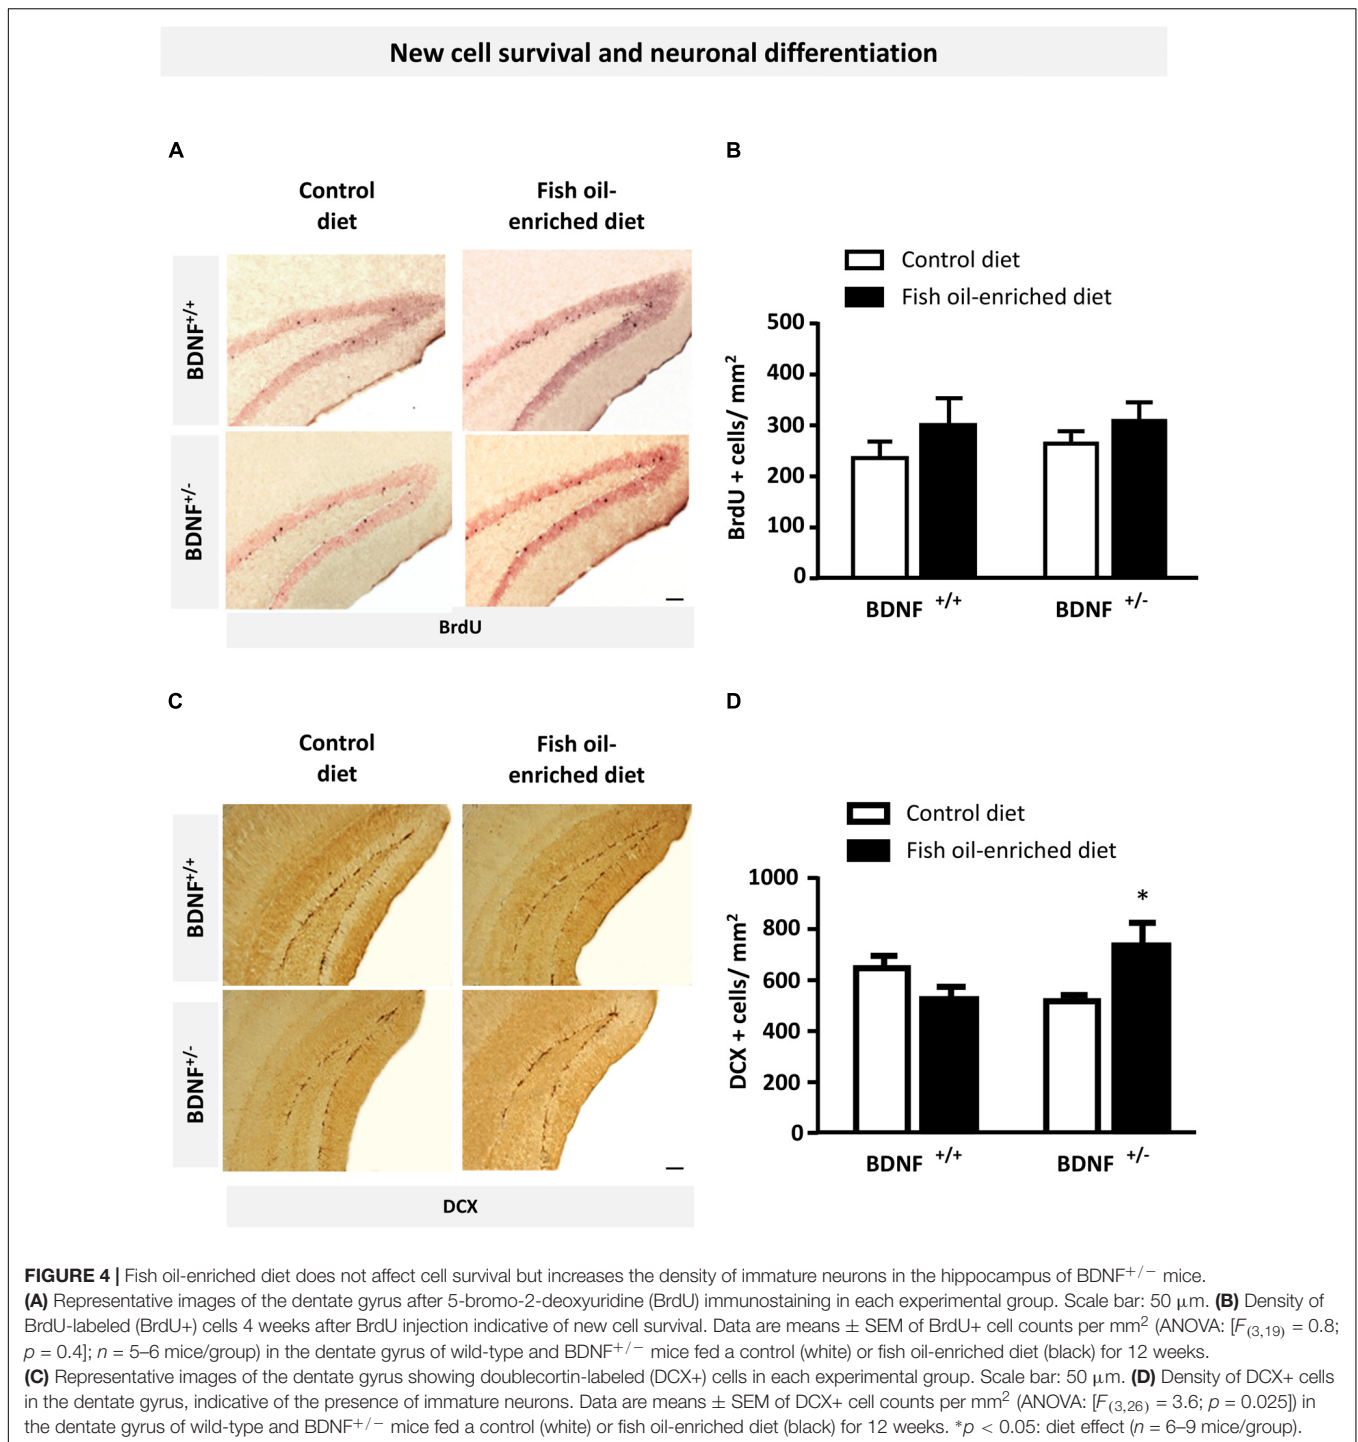 New cell survival and neuronal differentiation
A
Control
diet
Fish oil-
enriched diet
BDNF+/+
BDNF+/-
BrdU
B
Control diet
Fish oil-enriched diet
BrdU + cells/ mm²
500
400
300
200
100
0
BDNF +/+
BDNF +/-
C
Control
diet
Fish oil-
enriched diet
BDNF+/+
BDNF+/-
DCX
D
Control diet
Fish oil-enriched diet
DCX + cells/ mm²
1000
800
600
400
200
0
*
BDNF +/+
BDNF +/-
FIGURE 4 | Fish oil-enriched diet does not affect cell survival but increases the density of immature neurons in the hippocampus of BDNF+/− mice.
(A) Representative images of the dentate gyrus after 5-bromo-2-deoxyuridine (BrdU) immunostaining in each experimental group. Scale bar: 50 μm. (B) Density of
BrdU-labeled (BrdU+) cells 4 weeks after BrdU injection indicative of new cell survival. Data are means ± SEM of BrdU+ cell counts per mm² (ANOVA: [F(3,19) = 0.8;
p = 0.4]; n = 5–6 mice/group) in the dentate gyrus of wild-type and BDNF+/− mice fed a control (white) or fish oil-enriched diet (black) for 12 weeks.
(C) Representative images of the dentate gyrus showing doublecortin-labeled (DCX+) cells in each experimental group. Scale bar: 50 μm. (D) Density of DCX+ cells
in the dentate gyrus, indicative of the presence of immature neurons. Data are means ± SEM of DCX+ cell counts per mm² (ANOVA: [F(3,26) = 3.6; p = 0.025]) in
the dentate gyrus of wild-type and BDNF+/− mice fed a control (white) or fish oil-enriched diet (black) for 12 weeks. *p < 0.05: diet effect (n = 6–9 mice/group).